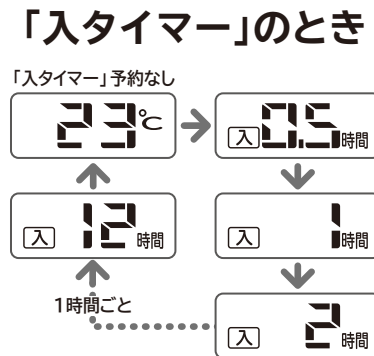 「入タイマー」のとき
「入タイマー」予約なし
23℃
入 0.5時間
入 12時間
入 1時間
1時間ごと
入 2時間